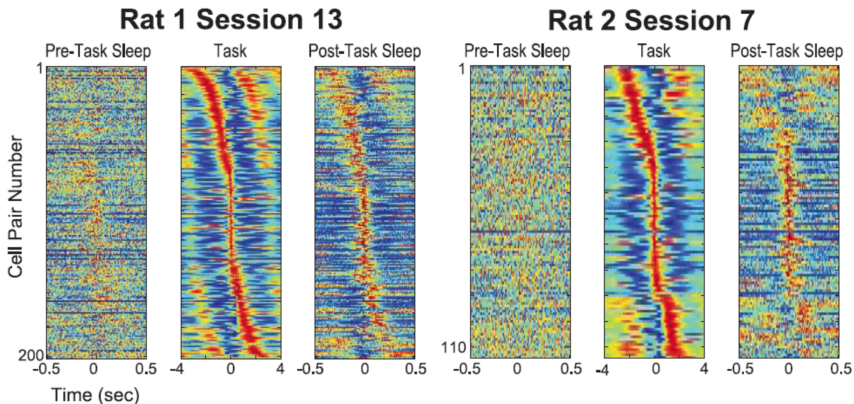 Rat 1 Session 13
Rat 2 Session 7
Pre-Task Sleep
Task
Post-Task Sleep
Pre-Task Sleep
Task
Post-Task Sleep
Cell Pair Number
1
200
1
110
-0.5 0 0.5
-4 0 4
-0.5 0 0.5
-0.5 0 0.5
-4 0 4
-0.5 0 0.5
Time (sec)